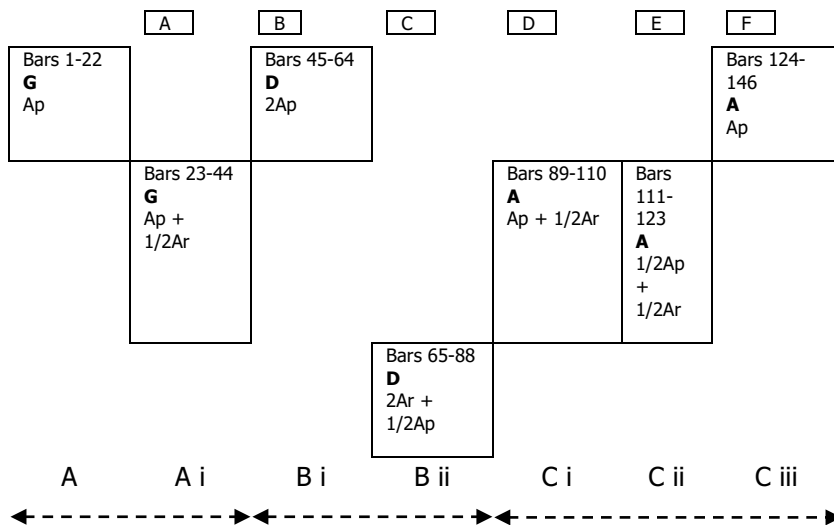 A
B
C
D
E
F
Bars 1-22
G
Ap
Bars 45-64
D
2Ap
Bars 124-
146
A
Ap
Bars 23-44
G
Ap +
1/2Ar
Bars 89-110
A
Ap + 1/2Ar
Bars
111-
123
A
1/2Ap
+
1/2Ar
Bars 65-88
D
2Ar +
1/2Ap
A A i B i B ii C i C ii C iii